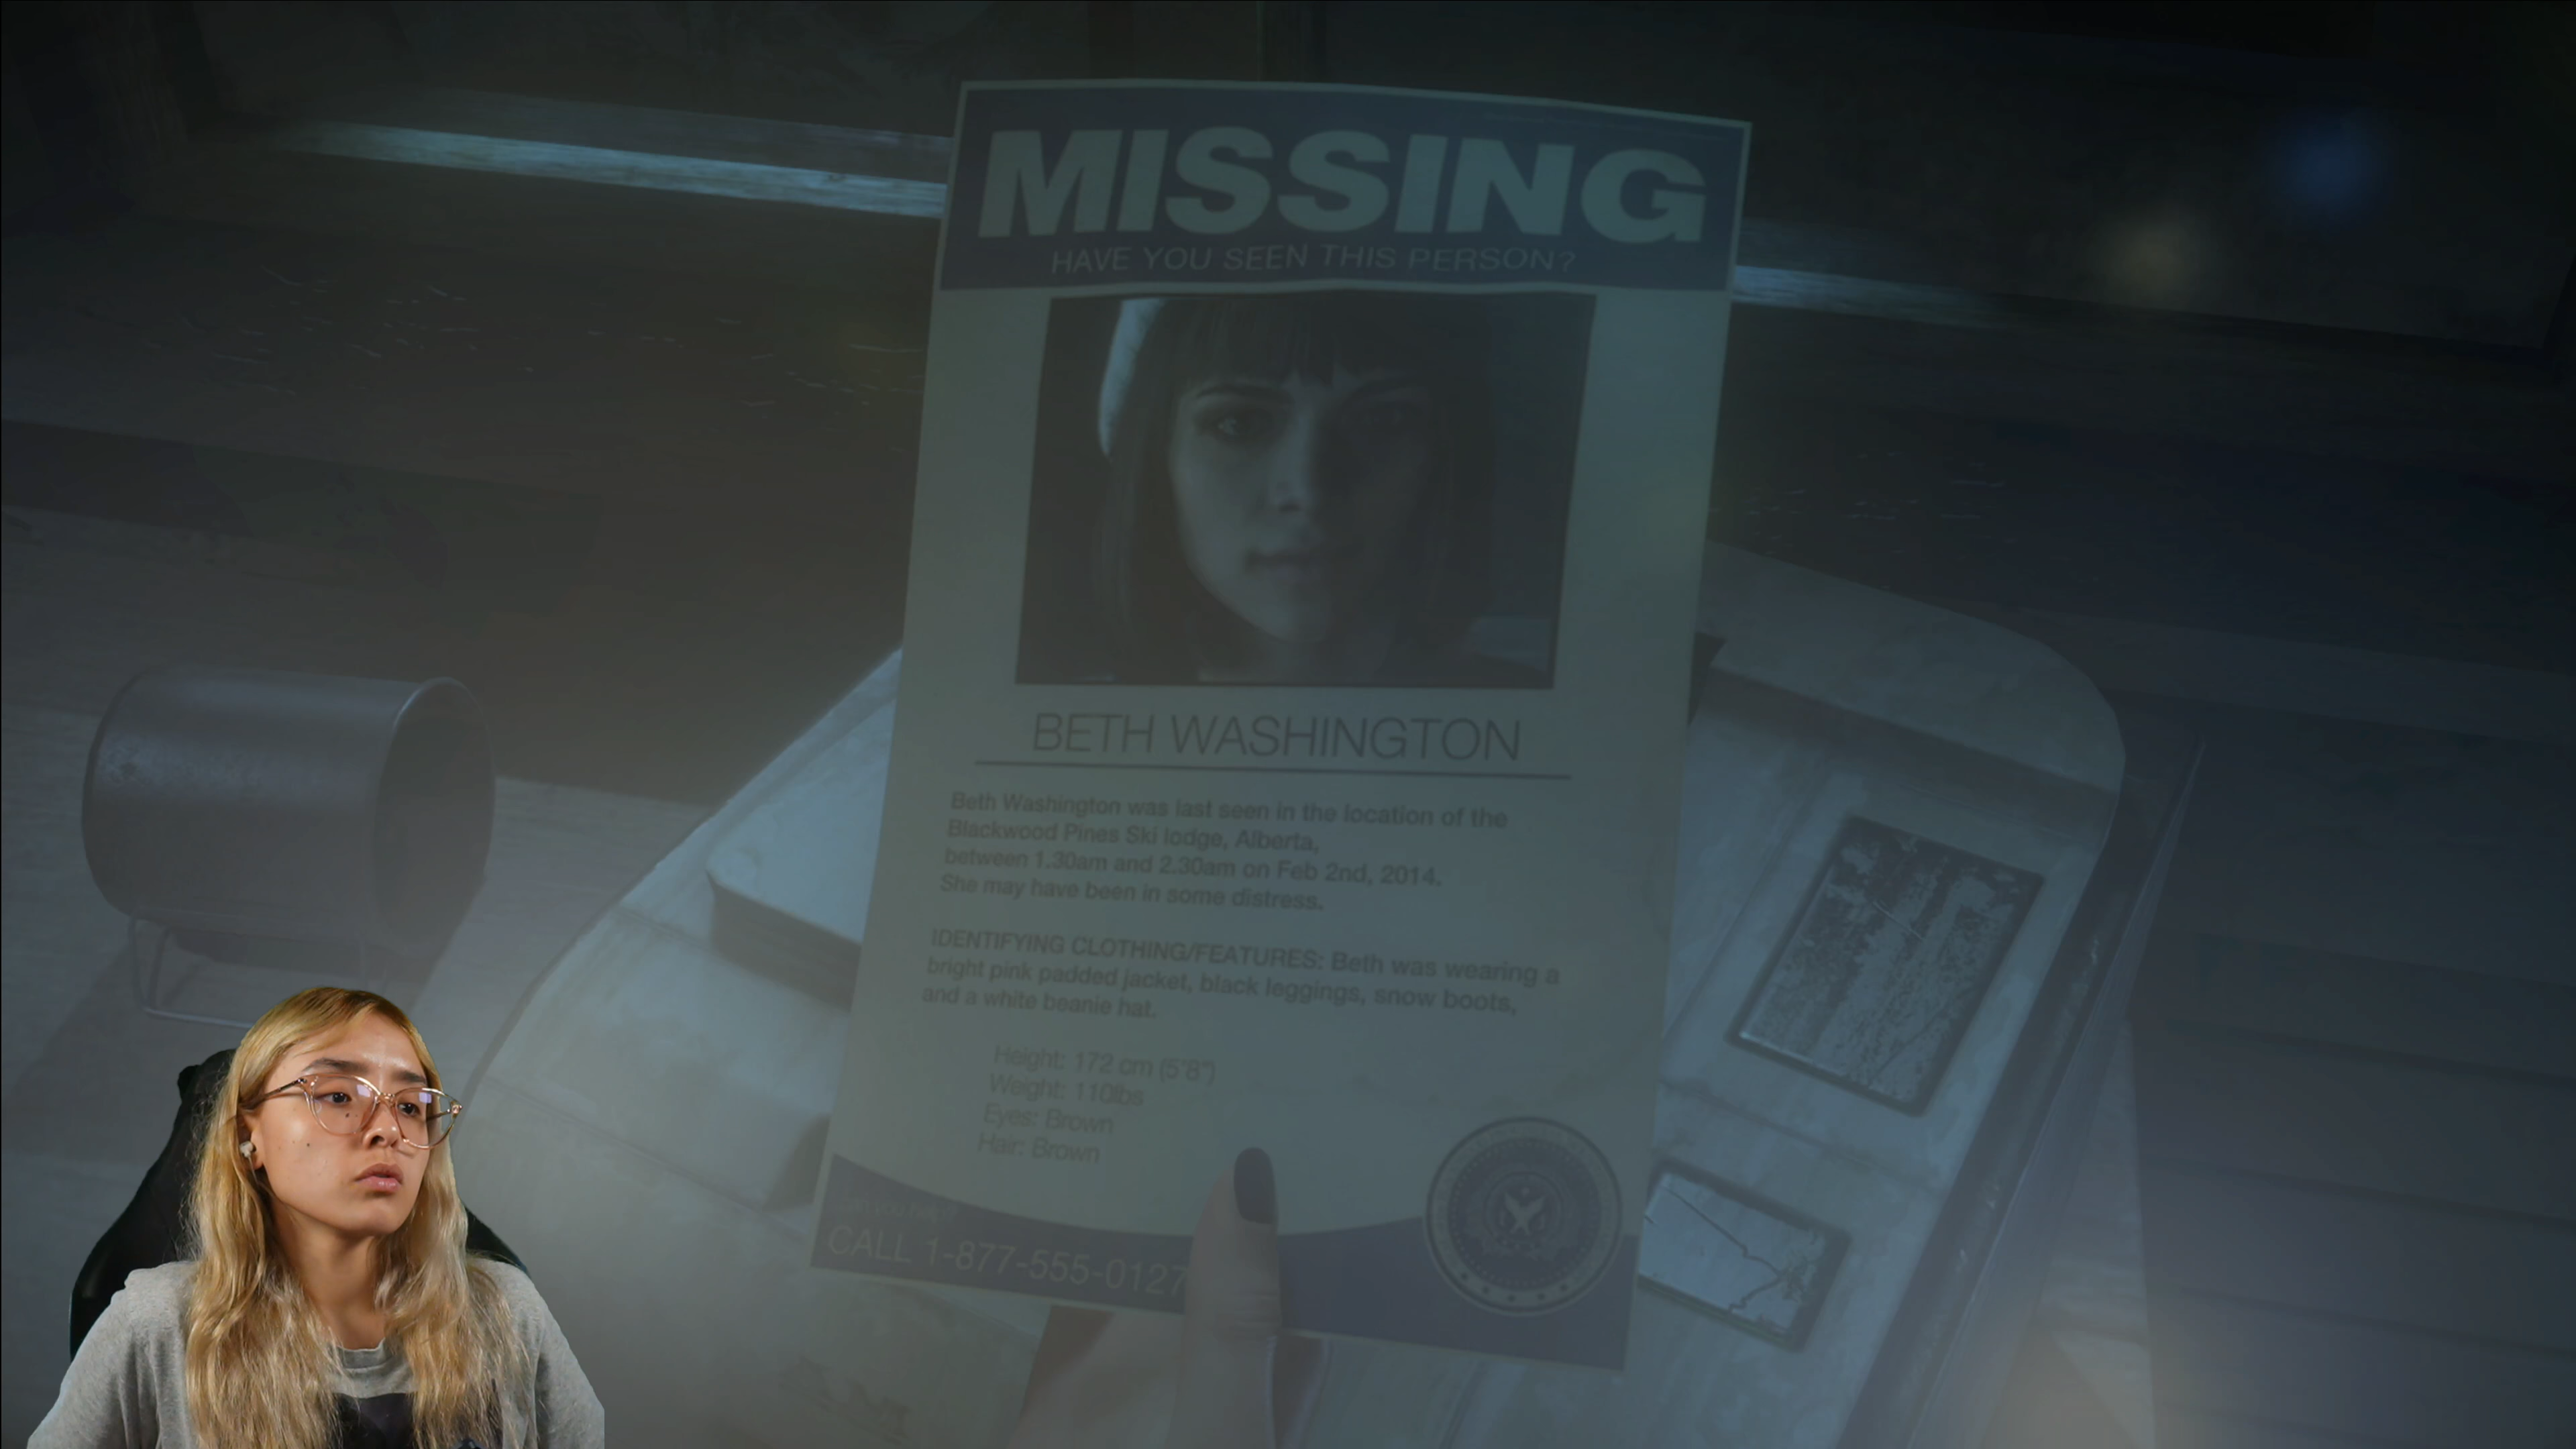 MISSING
HAVE YOU SEEN THIS PERSON?
BETH WASHINGTON
Beth Washington was last seen in the location of the
Blackwood Pines Ski lodge, Alberta,
between 1.30am and 2.30am on Feb 2nd, 2014.
She may have been in some distress.
IDENTIFYING CLOTHING/FEATURES: Beth was wearing a
bright pink padded jacket, black leggings, snow boots,
and a white beanie hat.
Height: 172 cm (5'8")
Weight: 110lbs
Eyes: Brown
Hair: Brown
CALL 1-877-555-0127